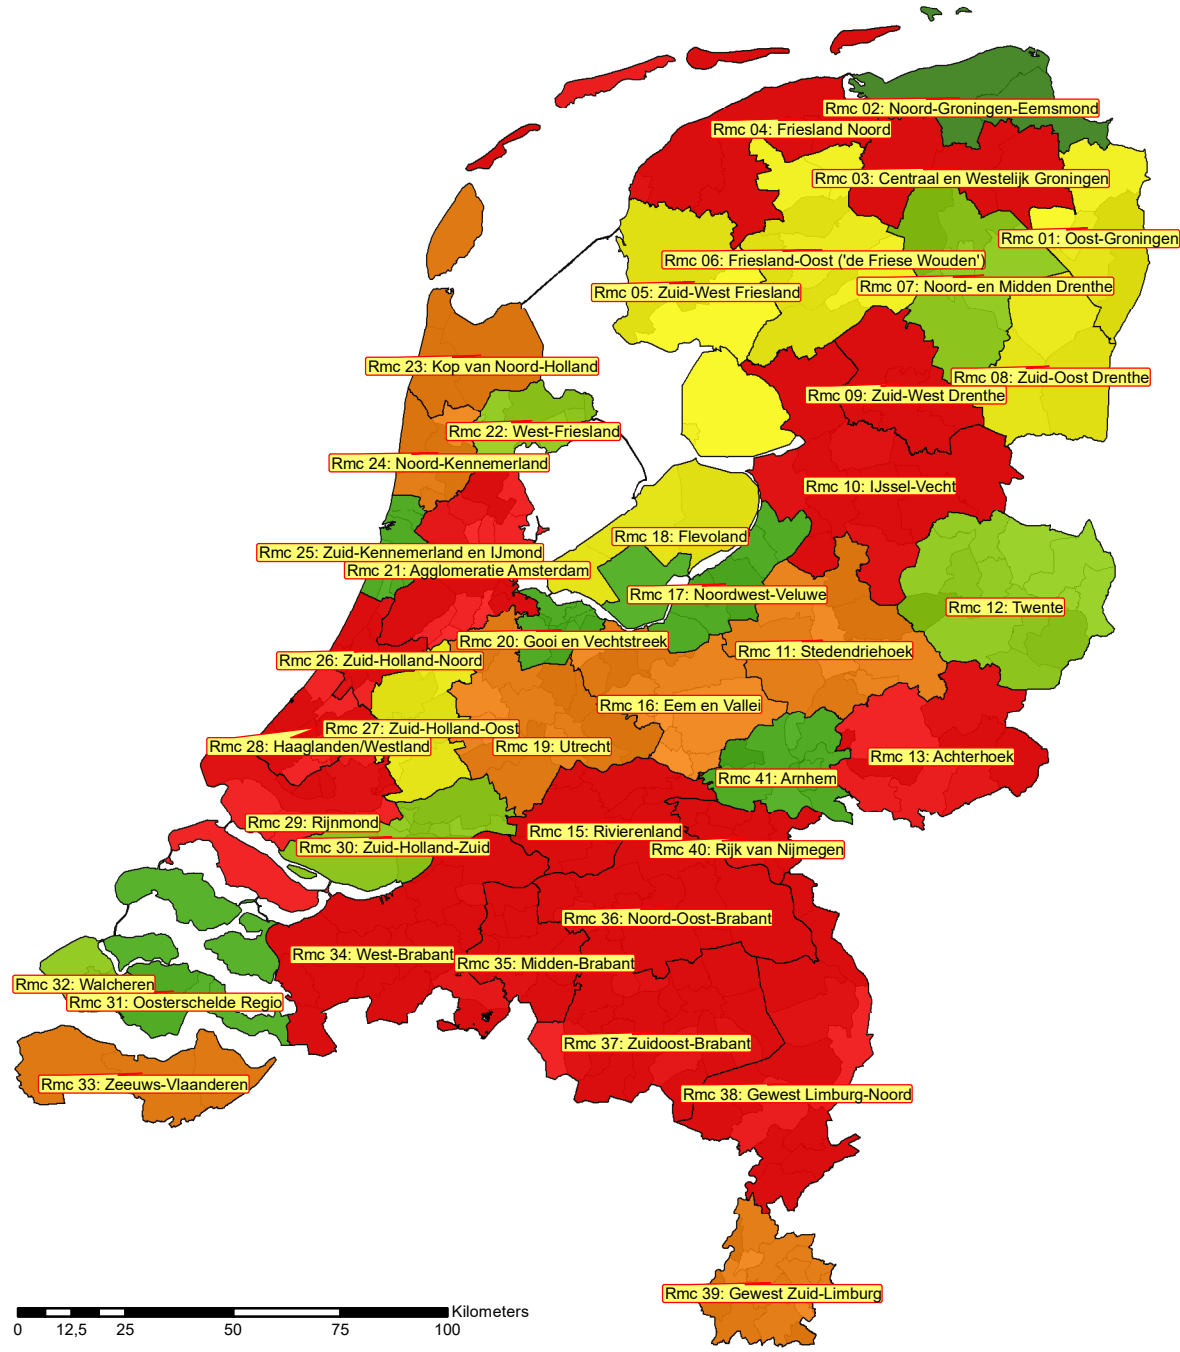 Rmc 02: Noord-Groningen-Eemsmond
Rmc 04: Friesland Noord
Rmc 03: Centraal en Westelijk Groningen
Rmc 01: Oost-Groningen
Rmc 06: Friesland-Oost ('de Friese Wouden')
Rmc 07: Noord- en Midden Drenthe
Rmc 05: Zuid-West Friesland
Rmc 23: Kop van Noord-Holland
Rmc 08: Zuid-Oost Drenthe
Rmc 09: Zuid-West Drenthe
Rmc 22: West-Friesland
Rmc 24: Noord-Kennemerland
Rmc 10: IJssel-Vecht
Rmc 18: Flevoland
Rmc 25: Zuid-Kennemerland en IJmond
Rmc 21: Agglomeratie Amsterdam
Rmc 17: Noordwest-Veluwe
Rmc 12: Twente
Rmc 20: Gooi en Vechtstreek
Rmc 11: Stedendriehoek
Rmc 26: Zuid-Holland-Noord
Rmc 16: Eem en Vallei
Rmc 27: Zuid-Holland-Oost
Rmc 28: Haaglanden/Westland
Rmc 19: Utrecht
Rmc 13: Achterhoek
Rmc 41: Arnhem
Rmc 29: Rijnmond
Rmc 15: Rivierenland
Rmc 30: Zuid-Holland-Zuid
Rmc 40: Rijk van Nijmegen
Rmc 36: Noord-Oost-Brabant
Rmc 34: West-Brabant
Rmc 35: Midden-Brabant
Rmc 32: Walcheren
Rmc 31: Oosterschelde Regio
Rmc 37: Zuidoost-Brabant
Rmc 33: Zeeuws-Vlaanderen
Rmc 38: Gewest Limburg-Noord
Rmc 39: Gewest Zuid-Limburg
Kilometers
0 12,5 25 50 75 100